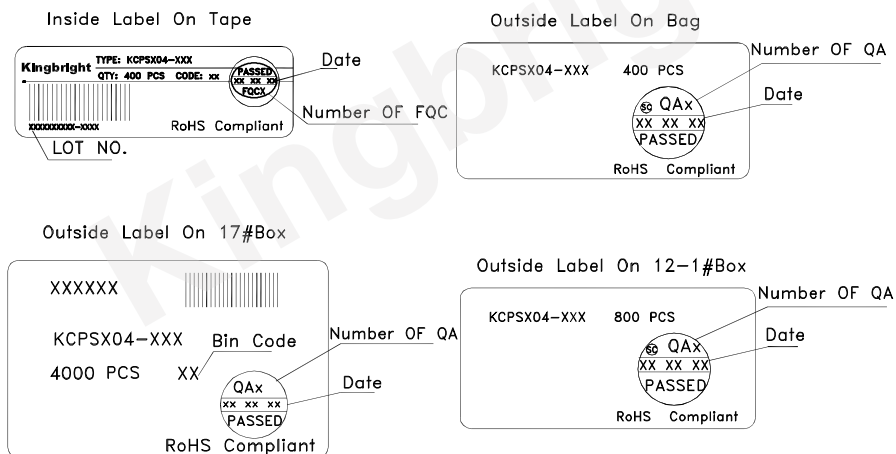 Inside Label On Tape
Kingbright
TYPE: KCPSX04-XXX
QTY: 400 PCS CODE: xx
PASSED
XX XX XX
FQCX
Date
Number OF FQC
xxxxxxxxxx-xxxx
RoHS Compliant
LOT NO.
Outside Label On Bag
KCPSX04-XXX 400 PCS
Number OF QA
SC QAx
Date
XX XX XX
PASSED
RoHS Compliant
Outside Label On 17#Box
XXXXXX
KCPSX04-XXX
Bin Code
Number OF QA
4000 PCS XX
QAx
Date
XX XX XX
PASSED
RoHS Compliant
Outside Label On 12-1#Box
KCPSX04-XXX 800 PCS
Number OF QA
SC QAx
Date
XX XX XX
PASSED
RoHS Compliant
Kingbrig